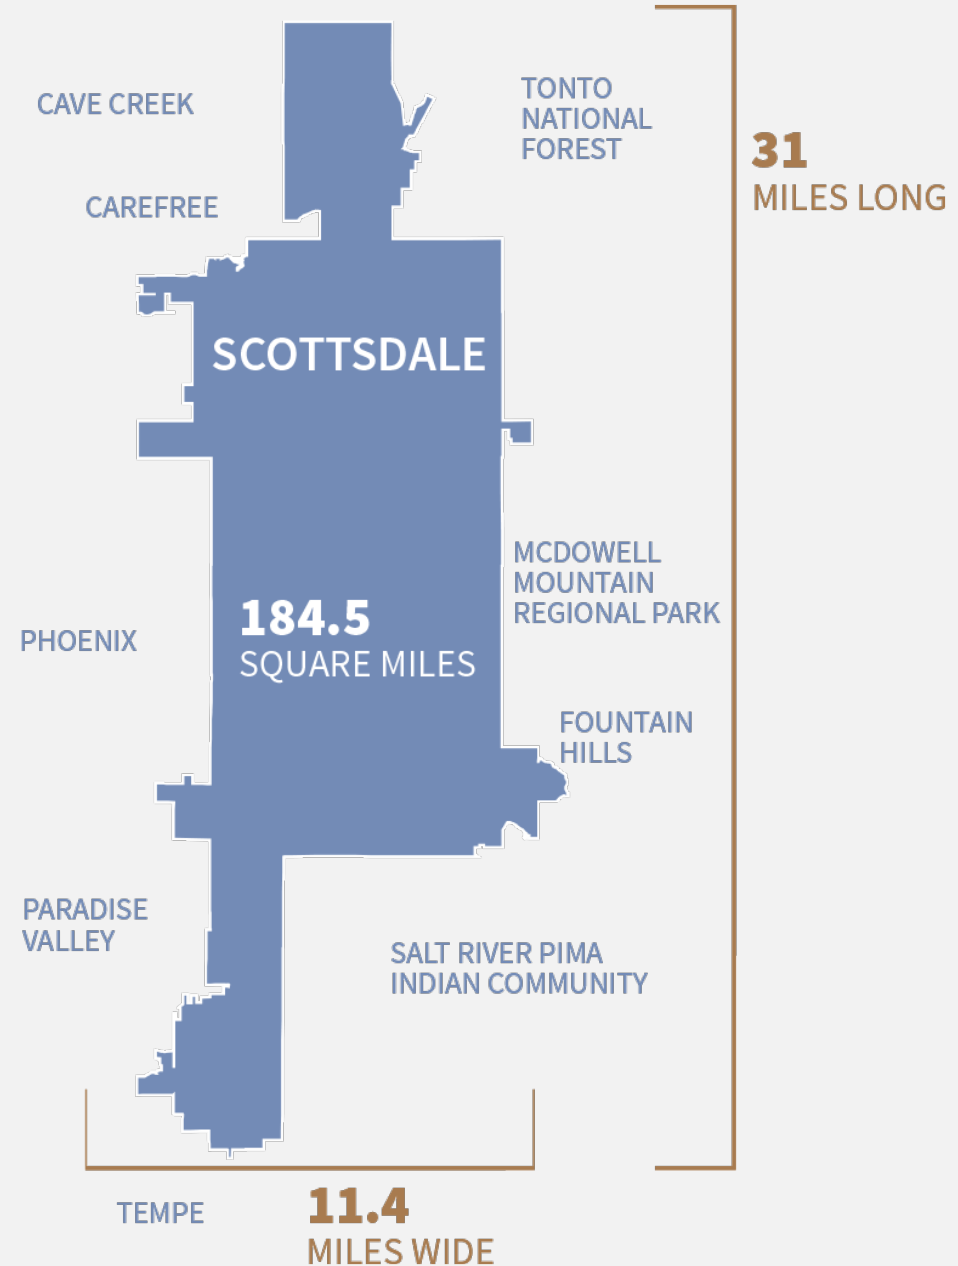 CAVE CREEK
TONTO
NATIONAL
FOREST
31
MILES LONG
CAREFREE
SCOTTSDALE
MCDOWELL
MOUNTAIN
REGIONAL PARK
184.5
SQUARE MILES
PHOENIX
FOUNTAIN
HILLS
PARADISE
VALLEY
SALT RIVER PIMA
INDIAN COMMUNITY
TEMPE
11.4
MILES WIDE